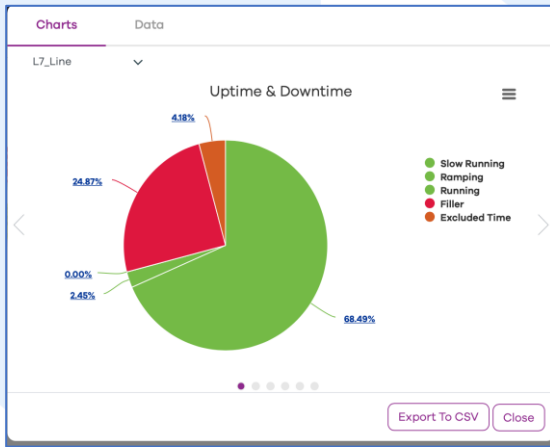 Charts
Data
L7_Line
Uptime & Downtime
4.18%
24.87%
0.00%
2.45%
68.49%
Slow Running
Ramping
Running
Filler
Excluded Time
Export To CSV
Close